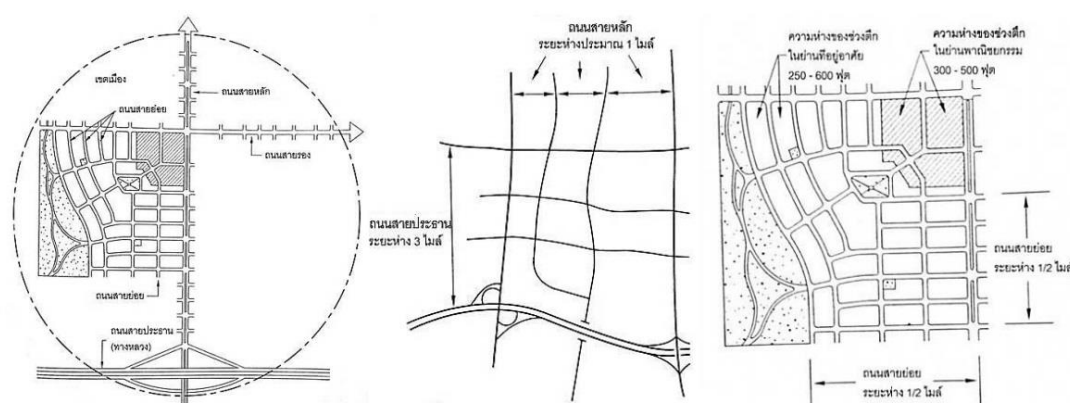 เขตเมือง
ถนนสายหลัก
ถนนสายย่อย
ถนนสายรอง
ถนนสายย่อย
ถนนสายประธาน
(ทางหลวง)
ถนนสายหลัก
ระยะห่างประมาณ 1 ไมล์
ถนนสายประธาน
ระยะห่าง 3 ไมล์
ความห่างของช่วงตึก
ในย่านที่อยู่อาศัย
250 - 600 ฟุต
ความห่างของช่วงตึก
ในย่านพาณิชยกรรม
300 - 500 ฟุต
ถนนสายย่อย
ระยะห่าง 1/2 ไมล์
ถนนสายย่อย
ระยะห่าง 1/2 ไมล์